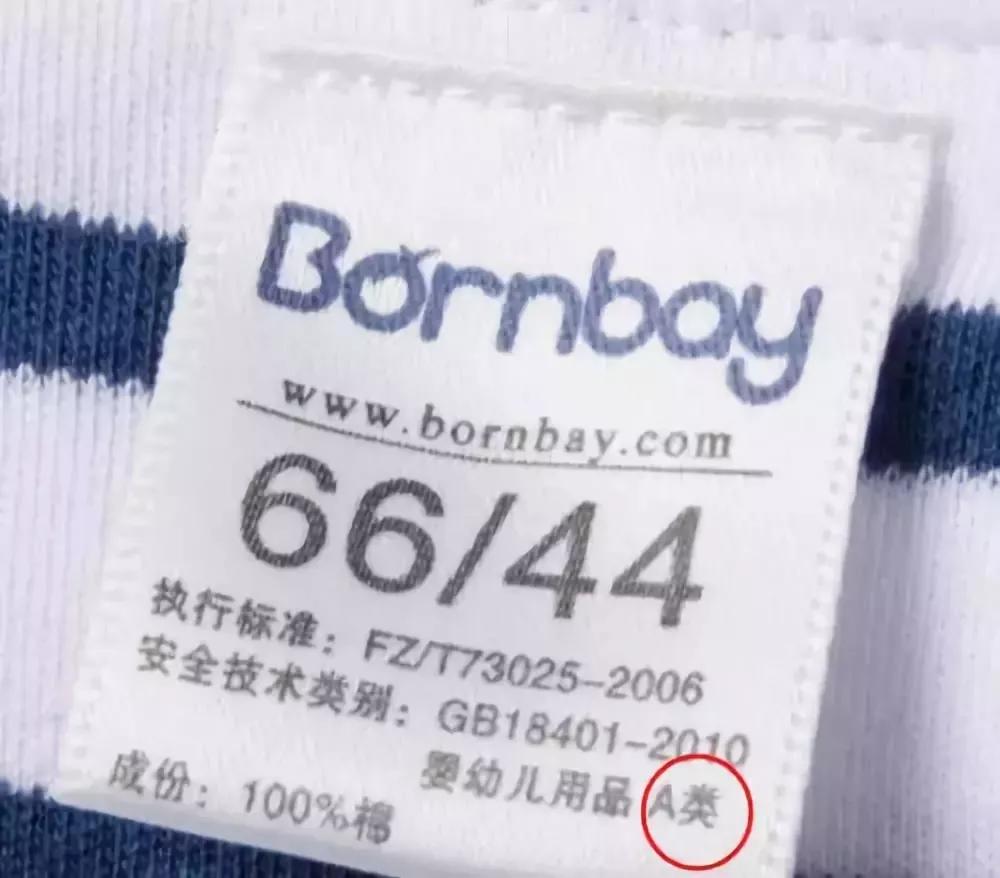 Bornbay
www.bornbay.com
66/44
执行标准：FZ/T73025-2006
安全技术类别：GB18401-2010
婴幼儿用品 A类
成份：100%棉